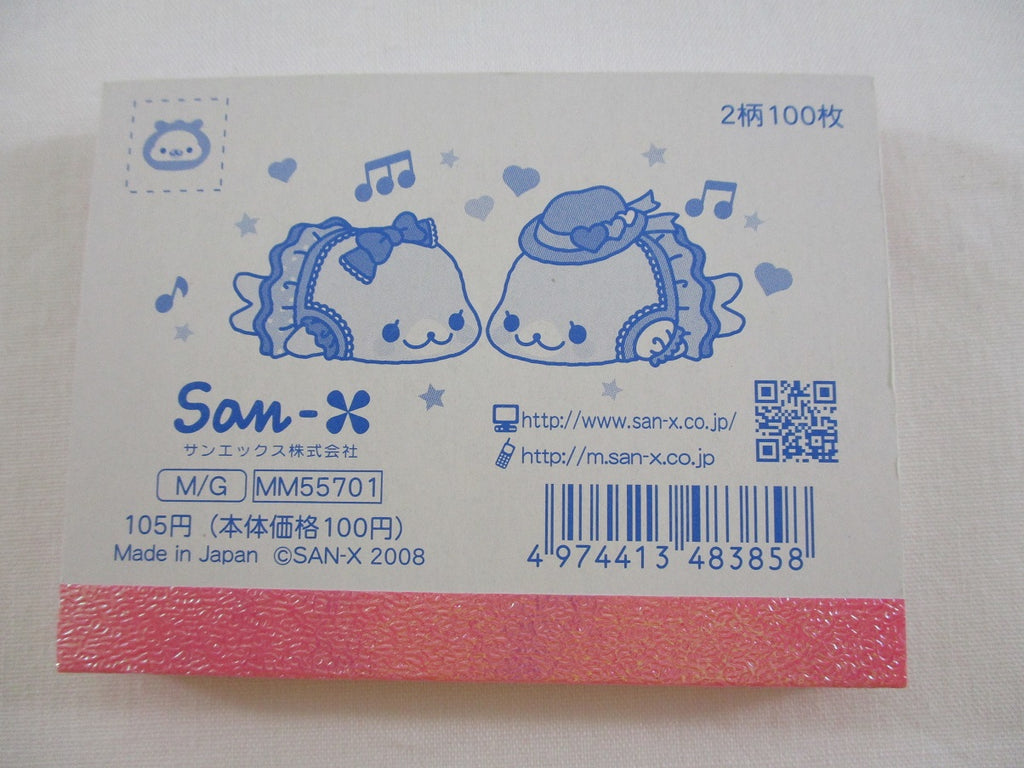 2柄100枚
San-X
サンエックス株式会社
M/G MM55701
105円 (本体価格100円)
Made in Japan ©SAN-X 2008
http://www.san-x.co.jp/
http://m.san-x.co.jp
4 974413 483858